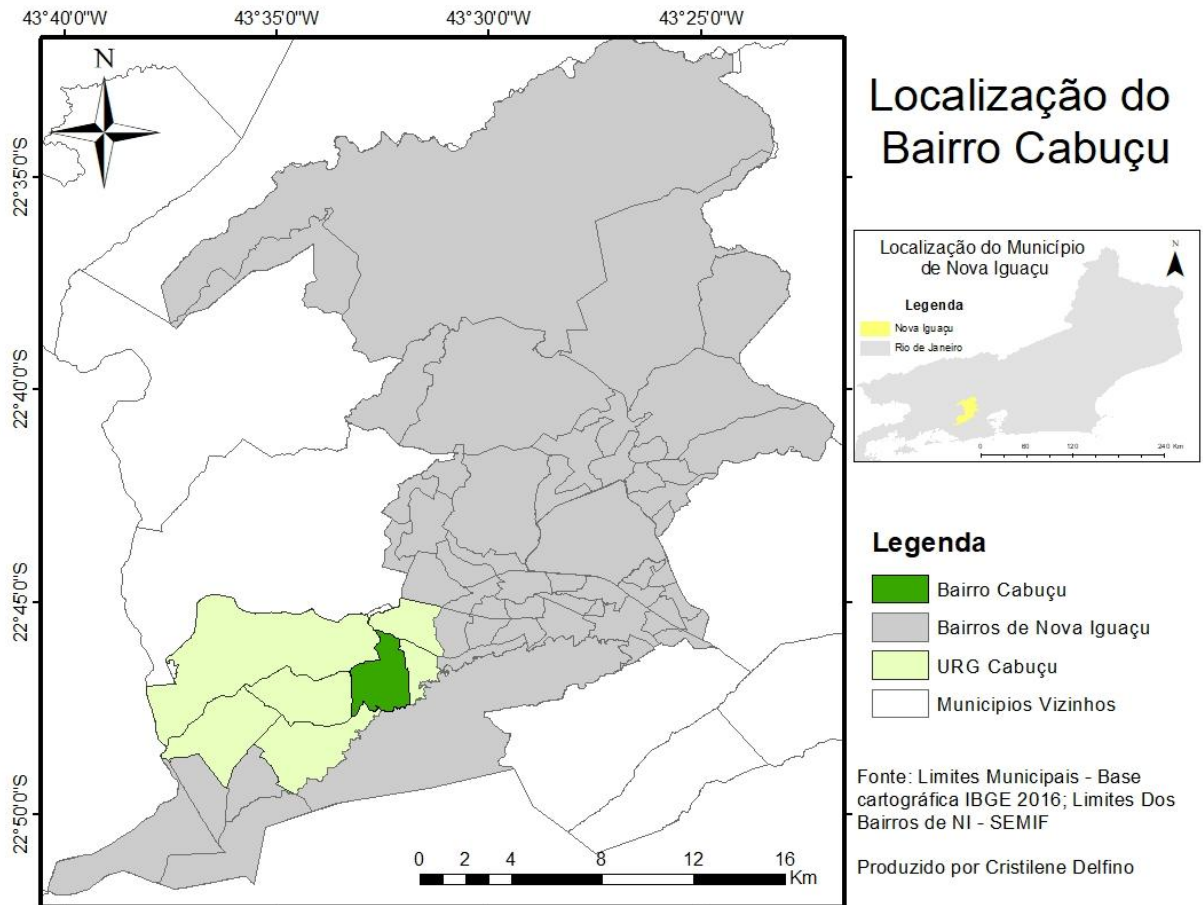 43°40'0"W
43°35'0"W
43°30'0"W
43°25'0"W
N
22°35'0"S
22°40'0"S
22°45'0"S
22°50'0"S
0 2 4 8 12 16
Km
Localização do
Bairro Cabuçu
Localização do Município
de Nova Iguaçu
N
Legenda
Nova Iguaçu
Rio de Janeiro
0 60 120 240 Km
Legenda
Bairro Cabuçu
Bairros de Nova Iguaçu
URG Cabuçu
Municipios Vizinhos
Fonte: Limites Municipais - Base
cartográfica IBGE 2016; Limites Dos
Bairros de NI - SEMIF
Produzido por Cristilene Delfino